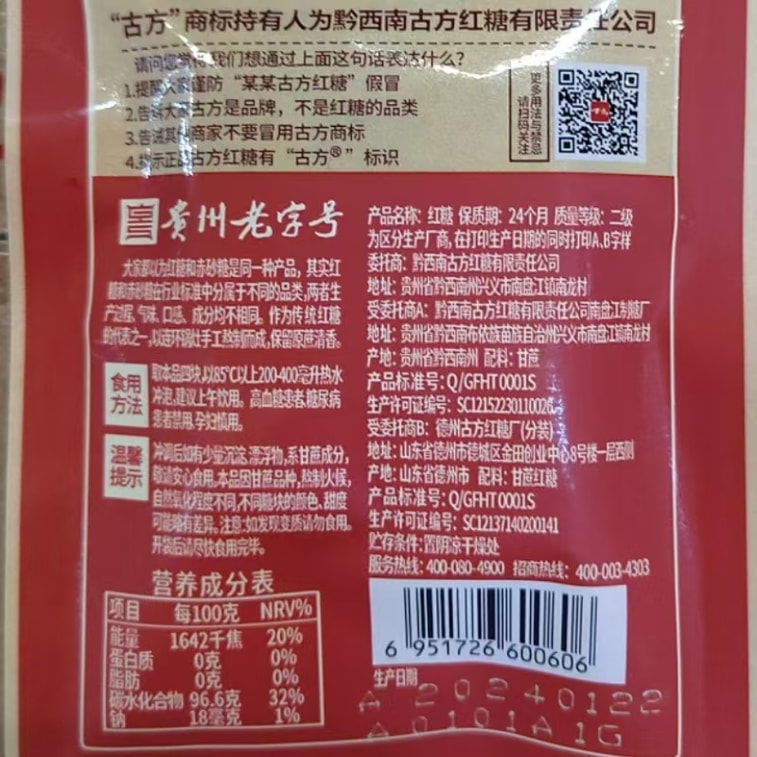 “古方”商标持有人为黔西南古方红糖有限责任公司
请问您觉得我们想通过上面这句话表达什么?
1.提醒大家谨防“某某古方红糖”假冒
2.告诉大家古方是品牌，不是红糖的品类
3.告诫其他商家不要冒用古方商标
4.提示正品古方红糖有“古方®”标识
更多用法与禁忌
请扫码关注
贵州老字号
大家都以为红糖和赤砂糖是同一种产品，其实红
糖和赤砂糖在行业标准中分属于不同的品类，两者生
产过程、气味、口感、成分均不相同。作为传统红糖
的代表之一，以连环锅灶手工熬制而成，保留原蔗清香。
食用
方法
取本品四块，以85℃以上200-400毫升热水
冲泡，建议上午饮用。高血糖患者、糖尿病
患者禁用，孕妇慎用。
温馨
提示
冲调后如有少量沉淀、漂浮物，系甘蔗成分，
敬请安心食用。本品因甘蔗品种，熬制火候，
自然氧化程度不同，不同糖块的颜色、甜度
可能略有差异。注意:如发现变质请勿食用。
开袋后请尽快食用完毕。
营养成分表
项目 每100克 NRV%
能量 1642千焦 20%
蛋白质 0克 0%
脂肪 0克 0%
碳水化合物 96.6克 32%
钠 18毫克 1%
产品名称: 红糖 保质期: 24个月 质量等级: 二级
为区分生产厂商, 在打印生产日期的同时打印A、B字样
委托商: 黔西南古方红糖有限责任公司
地址: 贵州省黔西南州兴义市南盘江镇南龙村
受委托商A: 黔西南古方红糖有限责任公司南盘江制糖厂
地址: 贵州省黔西南布依族苗族自治州兴义市南盘江镇南龙村
产地: 贵州省黔西南州 配料: 甘蔗
产品标准号: Q/GFHT 0001S
生产许可证编号:
受委托商B: 德州古方红糖厂(分装)
地址: 山东省德州市德城区金田创业中心8号楼一层西侧
产地: 山东省德州市 配料: 甘蔗红糖
产品标准号: Q/GFHT 0001S
生产许可证编号: SC12137140200141
贮存条件: 置阴凉干燥处
服务热线: 400-080-4900 招商热线: 400-003-4303
6 951726 600606
生产日期
A 20240122
A0101A1G